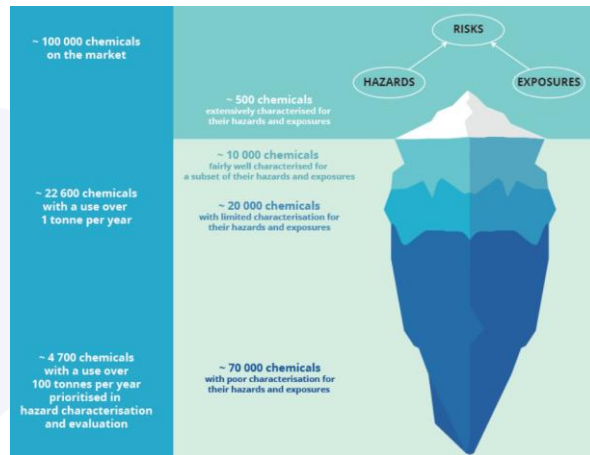 ~ 100 000 chemicals
on the market
~ 22 600 chemicals
with a use over
1 tonne per year
~ 4 700 chemicals
with a use over
100 tonnes per year
prioritised in
hazard characterisation
and evaluation
RISKS
HAZARDS
EXPOSURES
~ 500 chemicals
extensively characterised for
their hazards and exposures
~ 10 000 chemicals
fairly well characterised for
a subset of their hazards and exposures
~ 20 000 chemicals
with limited characterisation for
their hazards and exposures
~ 70 000 chemicals
with poor characterisation for
their hazards and exposures